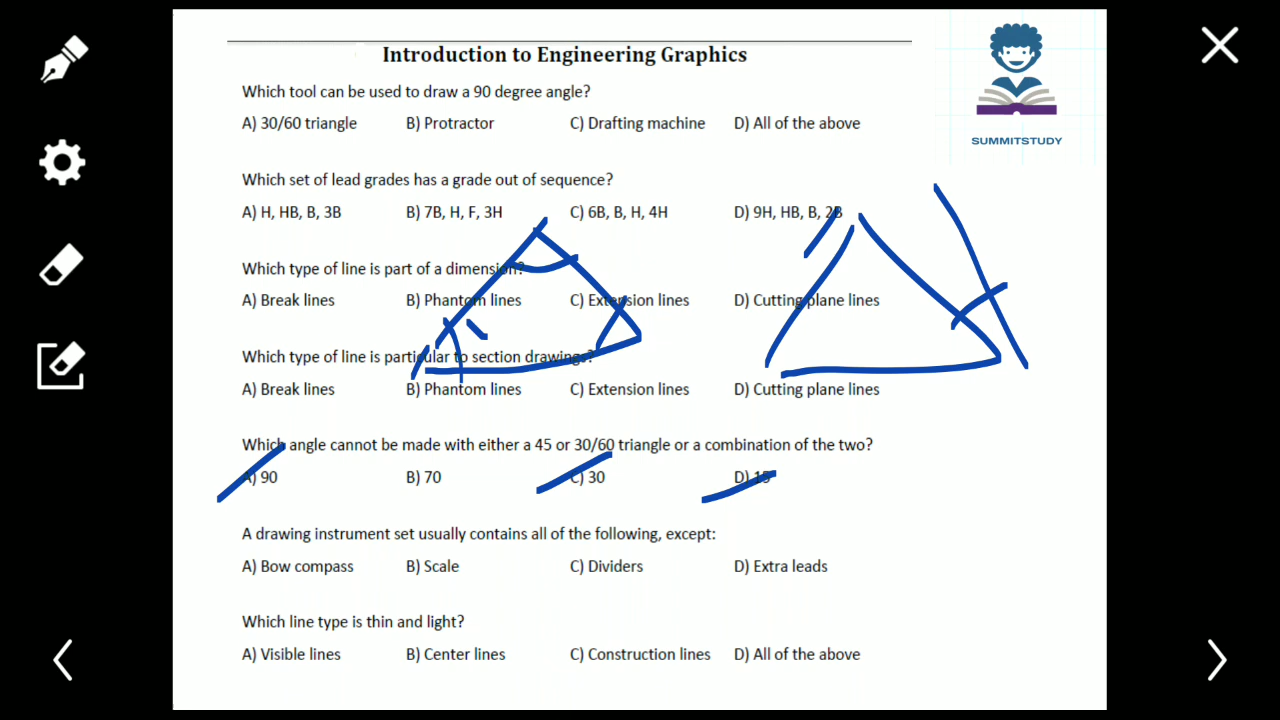 Introduction to Engineering Graphics
SUMMITSTUDY
Which tool can be used to draw a 90 degree angle?
A) 30/60 triangle B) Protractor C) Drafting machine D) All of the above
Which set of lead grades has a grade out of sequence?
A) H, HB, B, 3B B) 7B, H, F, 3H C) 6B, B, H, 4H D) 9H, HB, B, 2B
Which type of line is part of a dimension?
A) Break lines B) Phantom lines C) Extension lines D) Cutting plane lines
Which type of line is particular to section drawings?
A) Break lines B) Phantom lines C) Extension lines D) Cutting plane lines
Which angle cannot be made with either a 45 or 30/60 triangle or a combination of the two?
A) 90 B) 70 C) 30 D) 15
A drawing instrument set usually contains all of the following, except:
A) Bow compass B) Scale C) Dividers D) Extra leads
Which line type is thin and light?
A) Visible lines B) Center lines C) Construction lines D) All of the above